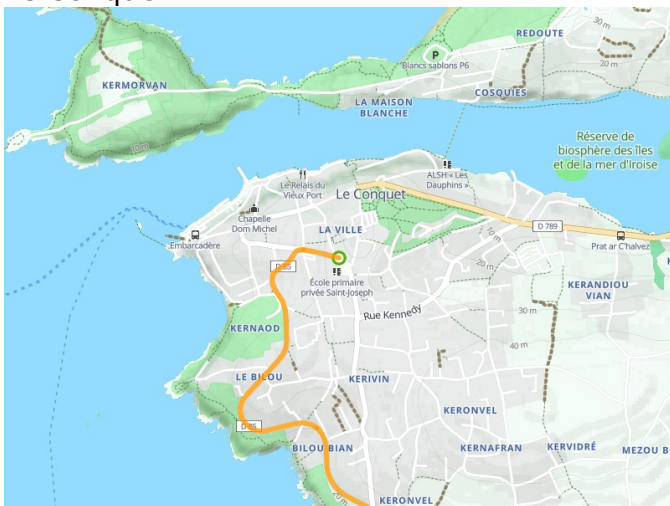 REDOUTE
30 m
P
Blancs sablons P6
20 m
KERMORVAN
COSQUIES
LA MAISON
BLANCHE
10 m
Réserve de
biosphère des îles
et de la mer d'Iroise
ALSH « Les
Dauphins »
Le Relais du
Vieux Port
Le Conquet
Chapelle
Dom Michel
LA VILLE
D 789
10 m
Embarcadère
Prat ar Chalvez
20 m
D 85
École primaire
privée Saint-Joseph
KERANDIOU
VIAN
Rue Kennedy
30 m
KERNAOD
40 m
LE BILOU
KERIVIN
KERONVEL
D 85
BILOU BIAN
KERNAFRAN
KERVIDRÉ
MEZOU B
20 m
KERONVEL